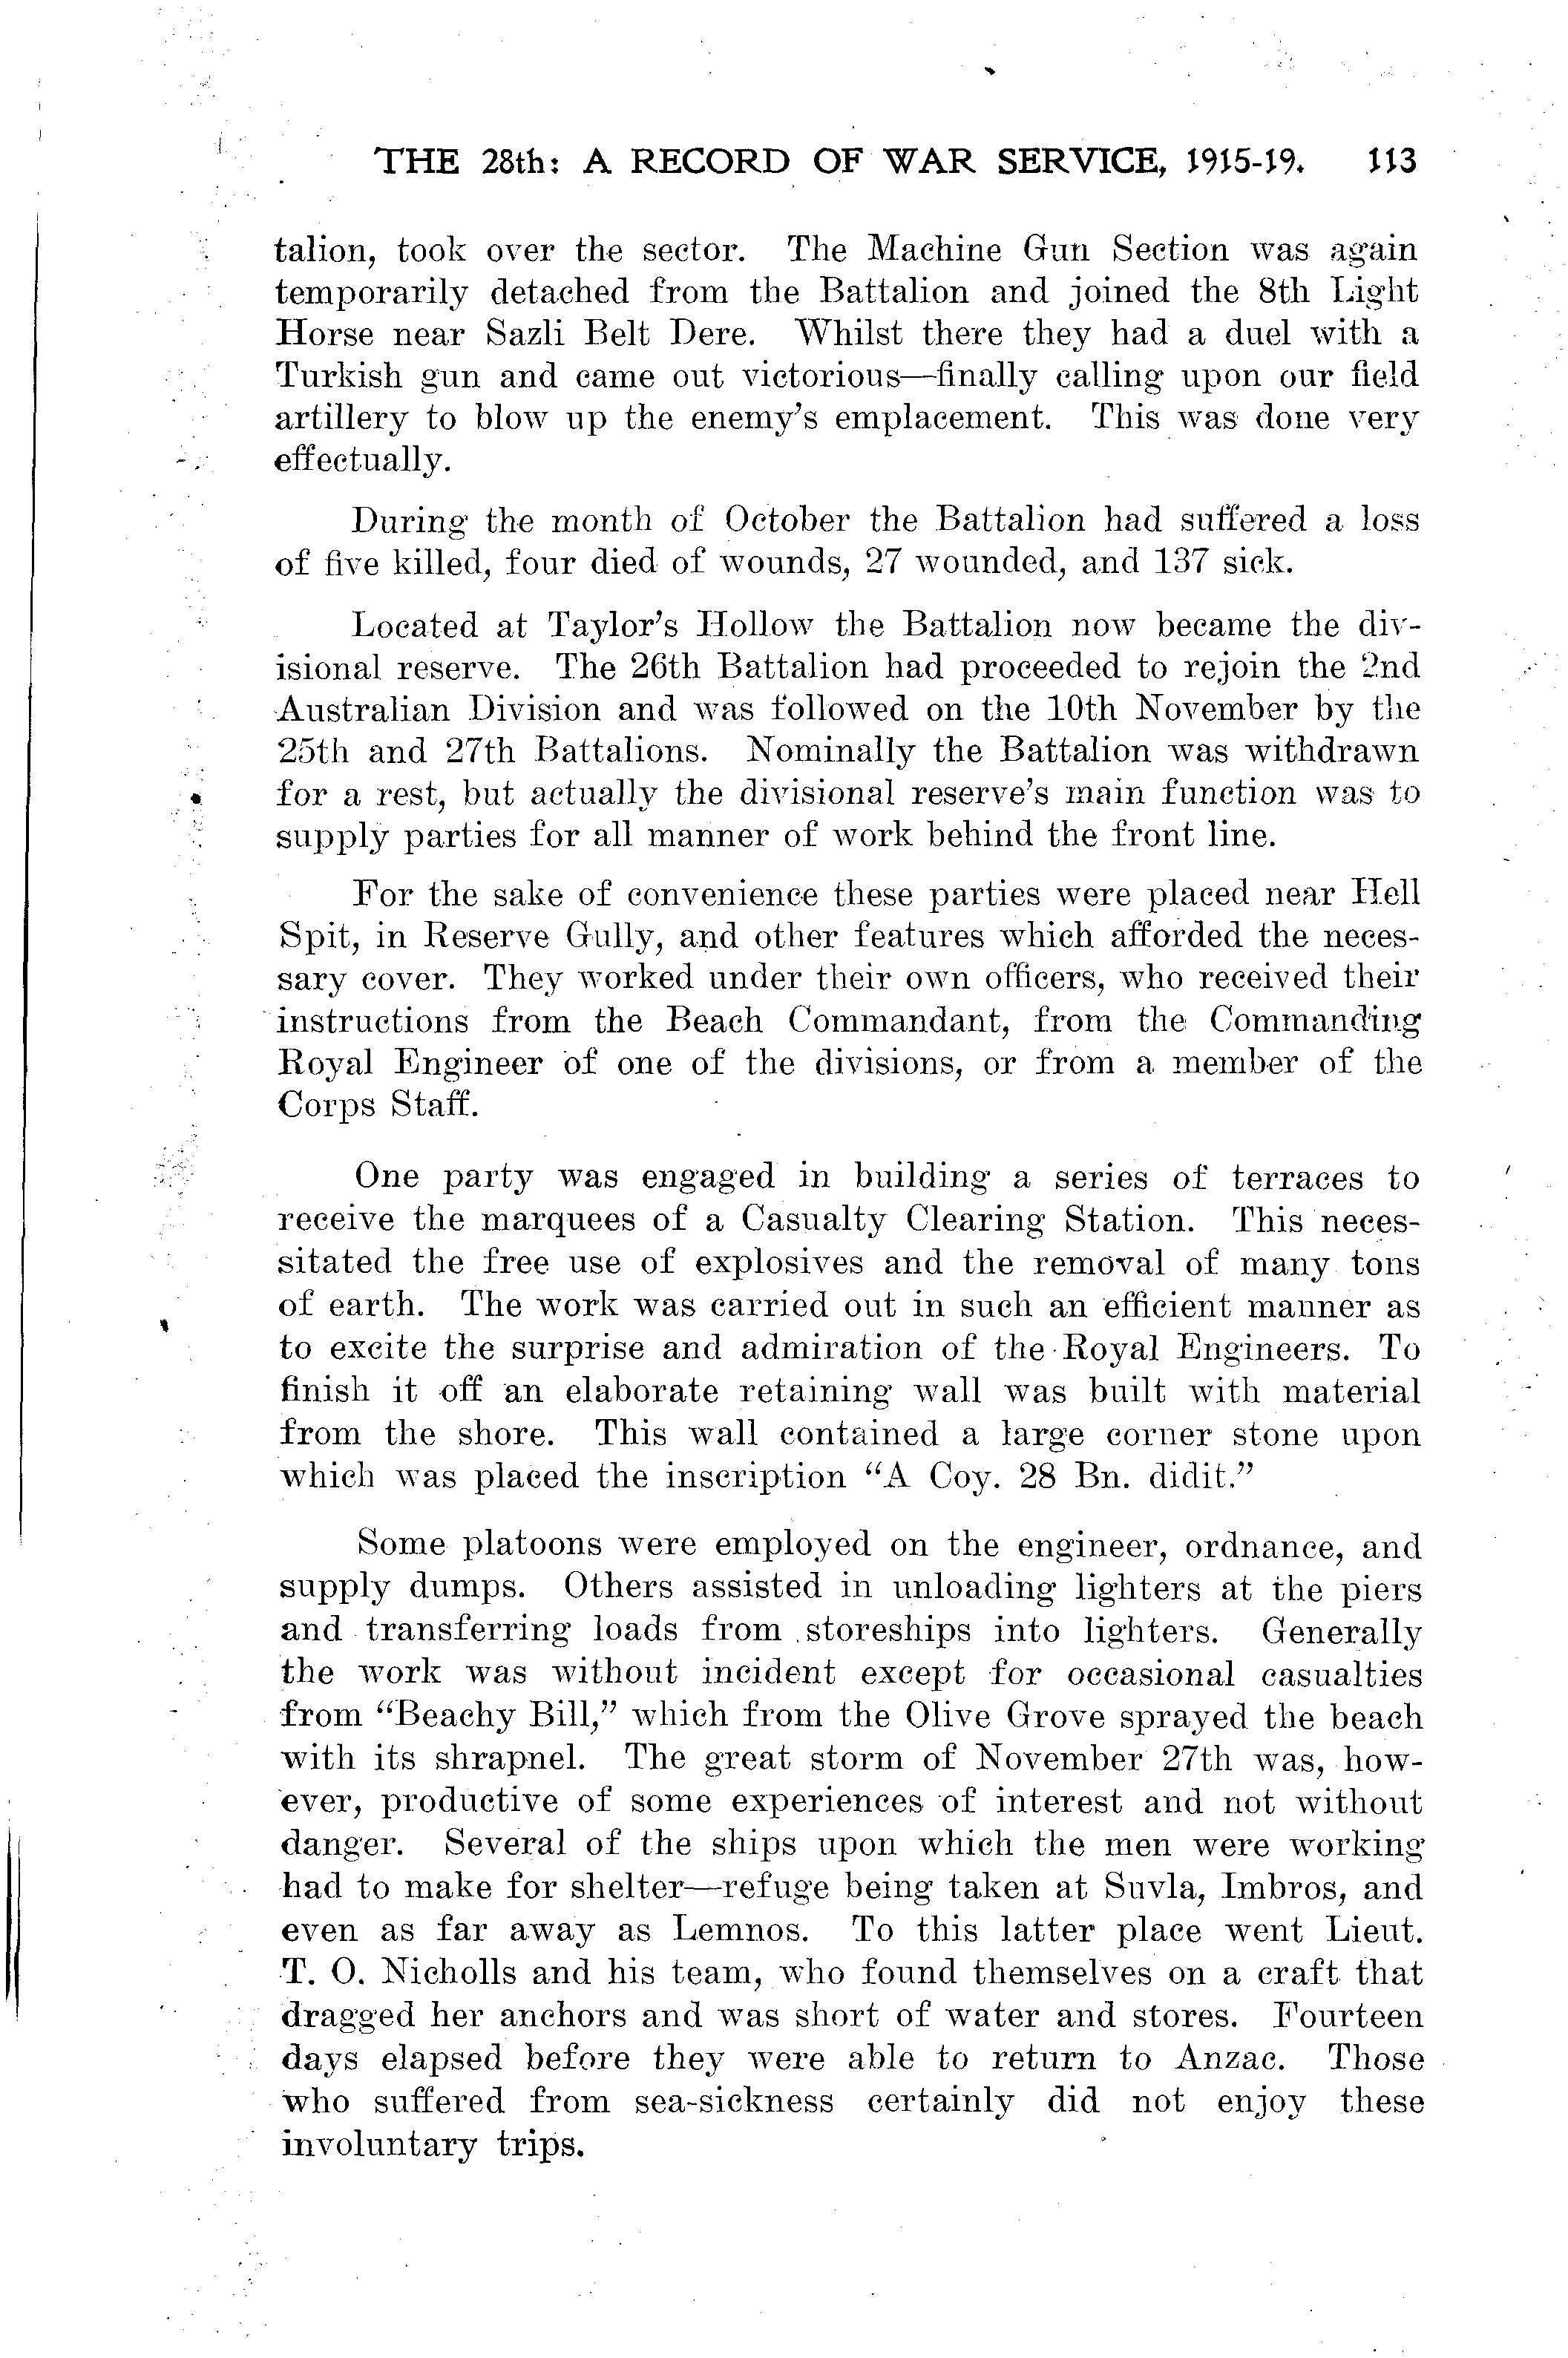 THE 28th: A RECORD OF WAR SERVICE, 1915-19. 113
talion, took over the sector. The Machine Gun Section was again
temporarily detached from the Battalion and joined the 8th Light
Horse near Sazli Belt Dere. Whilst there they had a duel with a
Turkish gun and came out victorious—finally calling upon our field
artillery to blow up the enemy's emplacement. This was done very
effectually.
During the month of October the Battalion had suffered a loss
of five killed, four died of wounds, 27 wounded, and 137 sick.
Located at Taylor's Hollow the Battalion now became the div-
isional reserve. The 26th Battalion had proceeded to rejoin the 2nd
Australian Division and was followed on the 10th November by the
25th and 27th Battalions. Nominally the Battalion was withdrawn
for a rest, but actually the divisional reserve's main function was to
supply parties for all manner of work behind the front line.
For the sake of convenience these parties were placed near Hell
Spit, in Reserve Gully, and other features which afforded the neces-
sary cover. They worked under their own officers, who received their
instructions from the Beach Commandant, from the Commanding
Royal Engineer of one of the divisions, or from a member of the
Corps Staff.
One party was engaged in building a series of terraces to
receive the marquees of a Casualty Clearing Station. This neces-
sitated the free use of explosives and the removal of many tons
of earth. The work was carried out in such an efficient manner as
to excite the surprise and admiration of the Royal Engineers. To
finish it off an elaborate retaining wall was built with material
from the shore. This wall contained a large corner stone upon
which was placed the inscription "A Coy. 28 Bn. didit."
Some platoons were employed on the engineer, ordnance, and
supply dumps. Others assisted in unloading lighters at the piers
and transferring loads from storeships into lighters. Generally
the work was without incident except for occasional casualties
from "Beachy Bill," which from the Olive Grove sprayed the beach
with its shrapnel. The great storm of November 27th was, how-
ever, productive of some experiences of interest and not without
danger. Several of the ships upon which the men were working
had to make for shelter—refuge being taken at Suvla, Imbros, and
even as far away as Lemnos. To this latter place went Lieut.
T. O. Nicholls and his team, who found themselves on a craft that
dragged her anchors and was short of water and stores. Fourteen
days elapsed before they were able to return to Anzac. Those
who suffered from sea-sickness certainly did not enjoy these
involuntary trips.